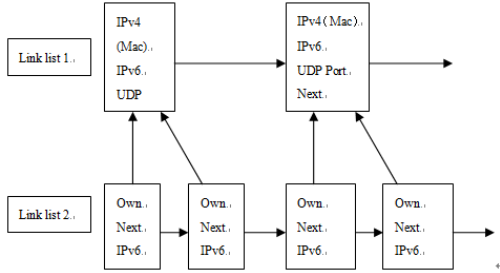 IPv4
(Mac).
IPv6.
UDP
IPv4(Mac).
IPv6.
UDP Port.
Next.
Link list 1.
Link list 2.
Own.
Next.
IPv6.
Own.
Next.
IPv6.
Own.
Next.
IPv6.
Own.
Next.
IPv6.